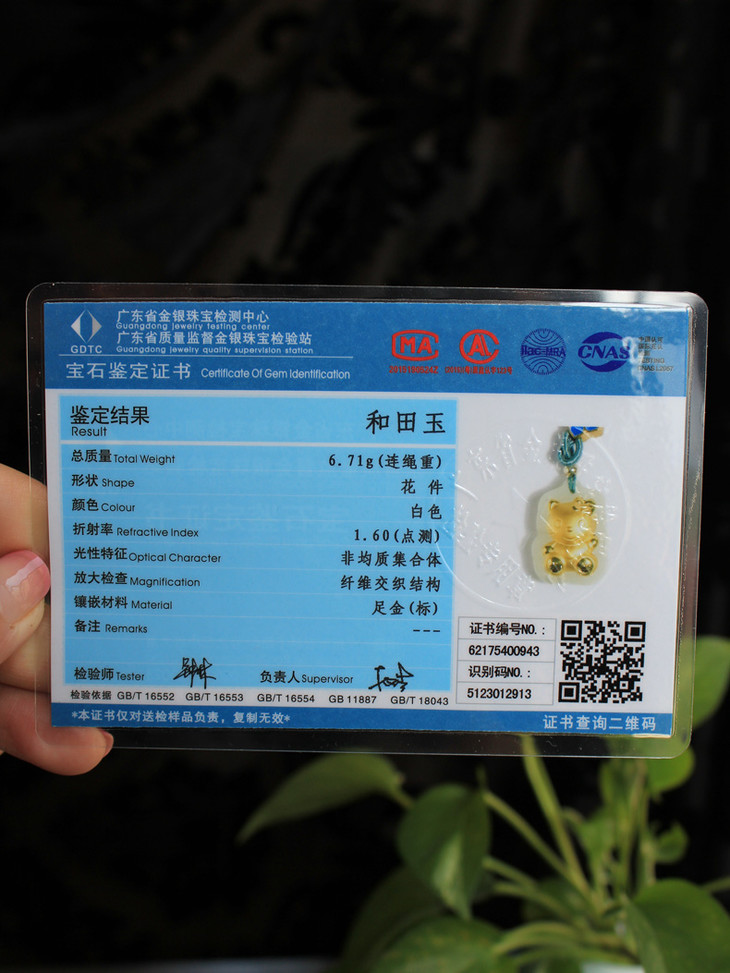 GDTC
广东省金银珠宝检测中心
Guangdong jewelry testing center
广东省质量监督金银珠宝检验站
Guangdong jewelry quality supervision station
宝石鉴定证书 Certificate Of Gem Identification
MA
ilac-MRA
CNAS
鉴定结果
Result
和田玉
总质量 Total Weight 6.71g(连绳重)
形状 Shape 花件
颜色 Colour 白色
折射率 Refractive Index 1.60(点测)
光性特征 Optical Character 非均质集合体
放大检查 Magnification 纤维交织结构
镶嵌材料 Material 足金(标)
备注 Remarks ---
检验师 Tester 负责人 Supervisor
检验依据 GB/T 16552 GB/T 16553 GB/T 16554 GB 11887 GB/T 18043
*本证书仅对送检样品负责，复制无效*
证书编号NO.:
62175400943
识别码NO.:
5123012913
证书查询二维码